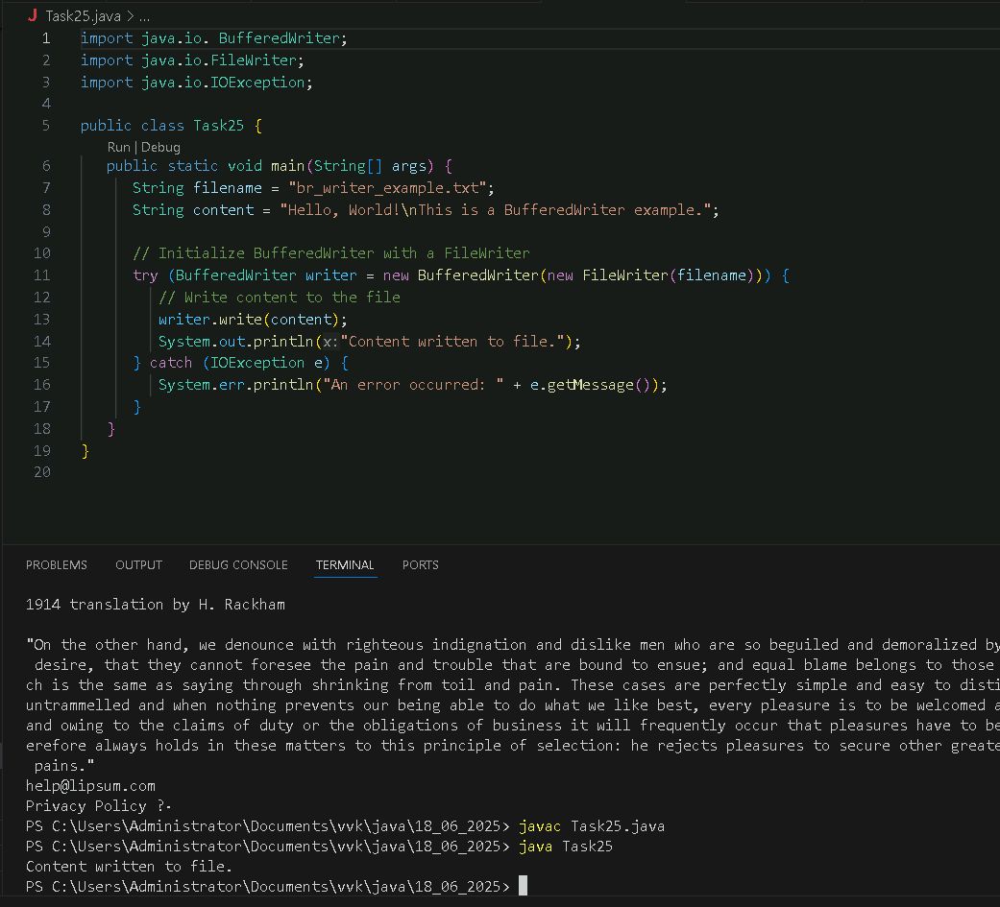 J Task25.java > ...
1 import java.io. BufferedWriter;
2 import java.io.FileWriter;
3 import java.io.IOException;
4
5 public class Task25 {
Run | Debug
6 public static void main(String[] args) {
7 String filename = "br_writer_example.txt";
8 String content = "Hello, World!\nThis is a BufferedWriter example.";
9
10 // Initialize BufferedWriter with a FileWriter
11 try (BufferedWriter writer = new BufferedWriter(new FileWriter(filename))) {
12 // Write content to the file
13 writer.write(content);
14 System.out.println(x:"Content written to file.");
15 } catch (IOException e) {
16 System.err.println("An error occurred: " + e.getMessage());
17 }
18 }
19 }
20
PROBLEMS OUTPUT DEBUG CONSOLE TERMINAL PORTS
1914 translation by H. Rackham
"On the other hand, we denounce with righteous indignation and dislike men who are so beguiled and demoralized by
desire, that they cannot foresee the pain and trouble that are bound to ensue; and equal blame belongs to those
ch is the same as saying through shrinking from toil and pain. These cases are perfectly simple and easy to disti
untrammelled and when nothing prevents our being able to do what we like best, every pleasure is to be welcomed a
and owing to the claims of duty or the obligations of business it will frequently occur that pleasures have to be
erefore always holds in these matters to this principle of selection: he rejects pleasures to secure other greate
pains."
help@lipsum.com
Privacy Policy ?·
PS C:\Users\Administrator\Documents\vvk\java\18_06_2025> javac Task25.java
PS C:\Users\Administrator\Documents\vvk\java\18_06_2025> java Task25
Content written to file.
PS C:\Users\Administrator\Documents\vvk\java\18_06_2025>